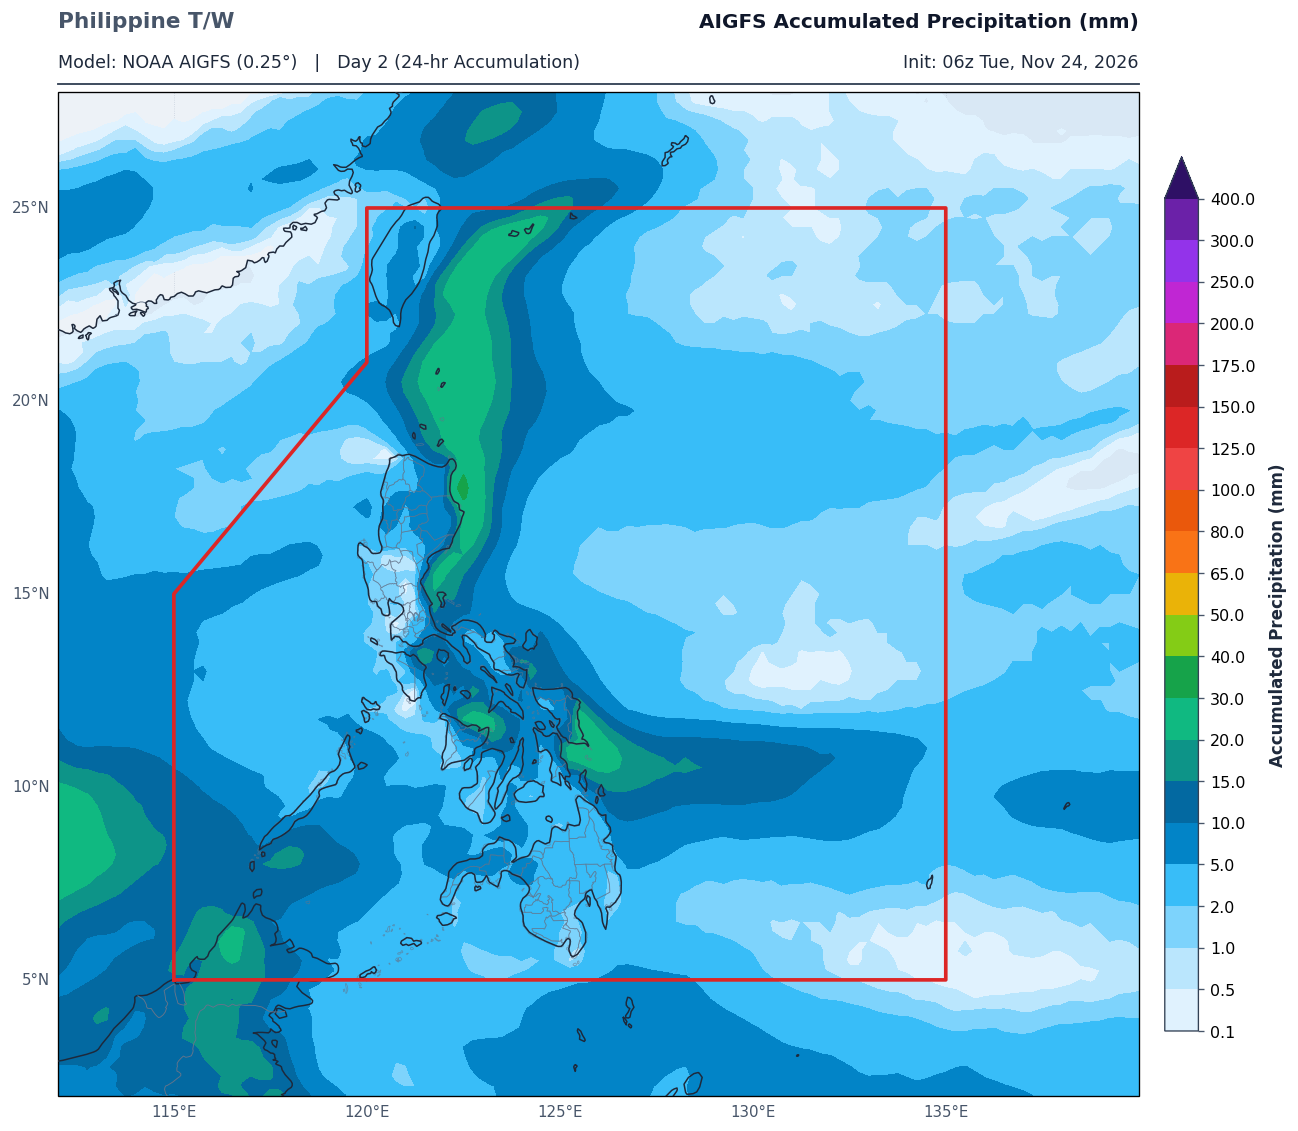 Philippine T/W
AIGFS Accumulated Precipitation (mm)
Model: NOAA AIGFS (0.25°)   |   Day 2 (24-hr Accumulation)
Init: 06z Tue, Nov 24, 2026
25°N
20°N
15°N
10°N
5°N
115°E
120°E
125°E
130°E
135°E
400.0
300.0
250.0
200.0
175.0
150.0
125.0
100.0
80.0
65.0
50.0
40.0
30.0
20.0
15.0
10.0
5.0
2.0
1.0
0.5
0.1
Accumulated Precipitation (mm)